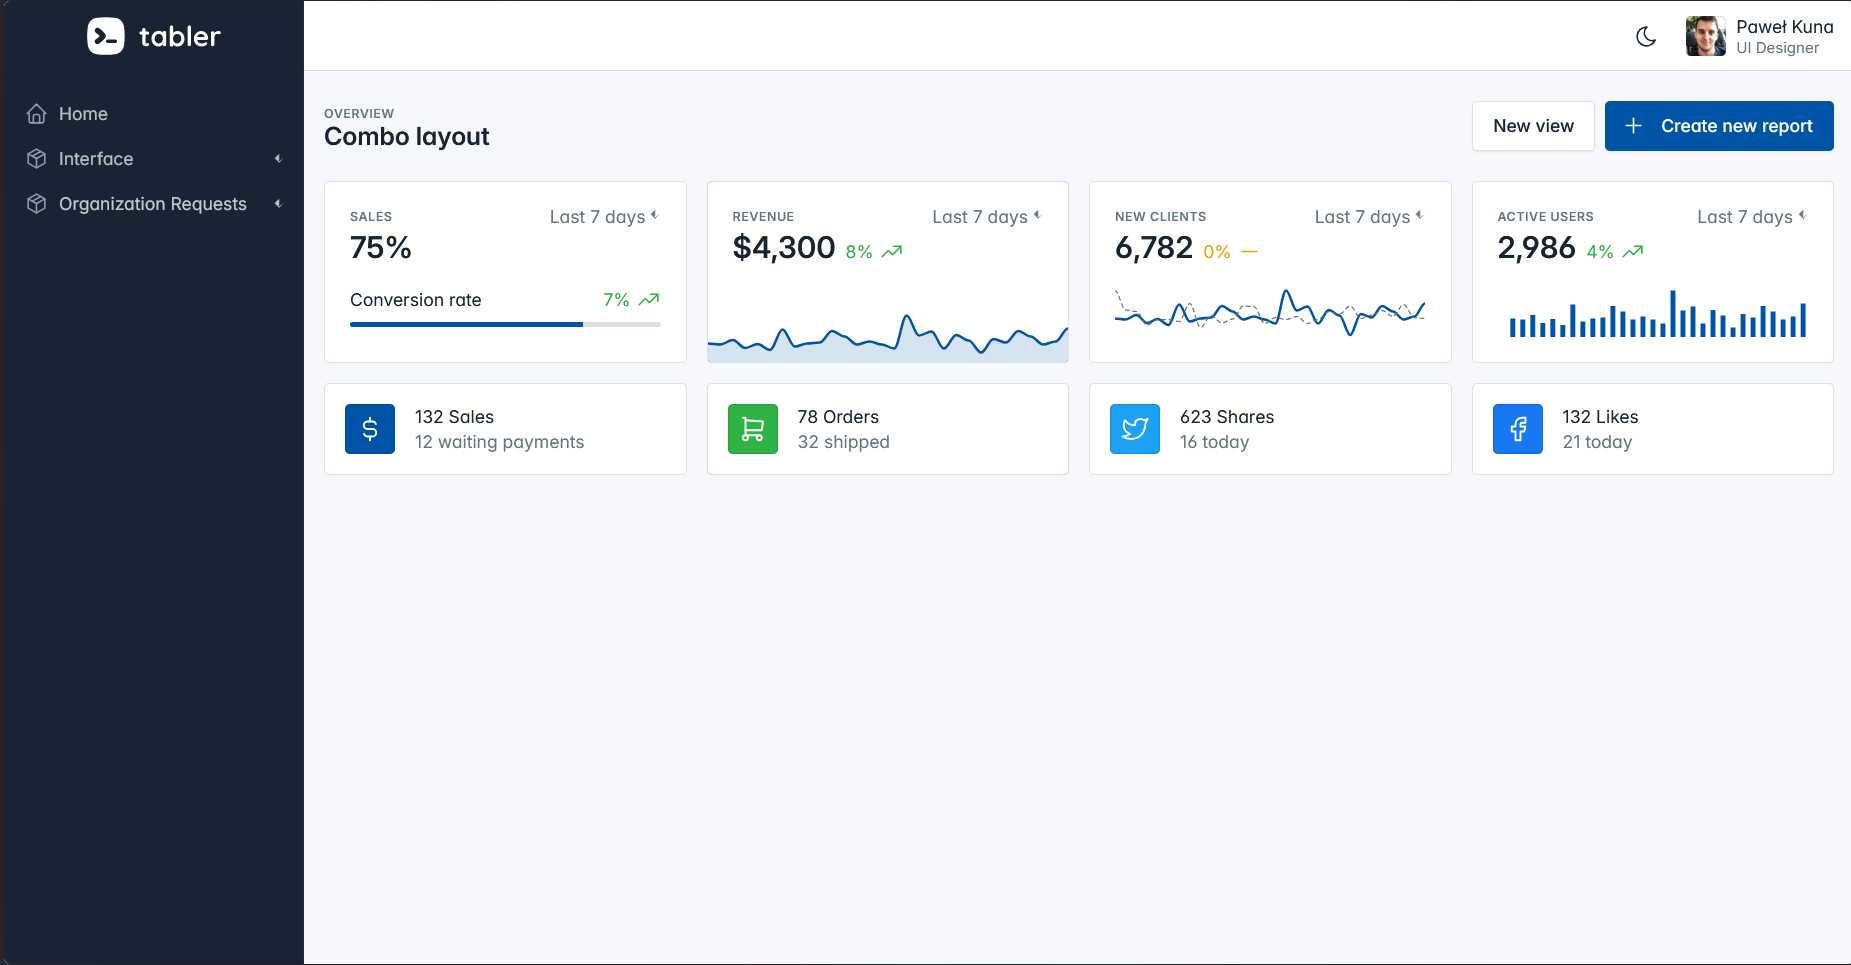 tabler
Home
Interface
Organization Requests
Paweł Kuna
UI Designer
OVERVIEW
Combo layout
New view
Create new report
SALES
Last 7 days
75%
Conversion rate
7%
REVENUE
Last 7 days
$4,300 8%
NEW CLIENTS
Last 7 days
6,782 0%
ACTIVE USERS
Last 7 days
2,986 4%
132 Sales
12 waiting payments
78 Orders
32 shipped
623 Shares
16 today
132 Likes
21 today